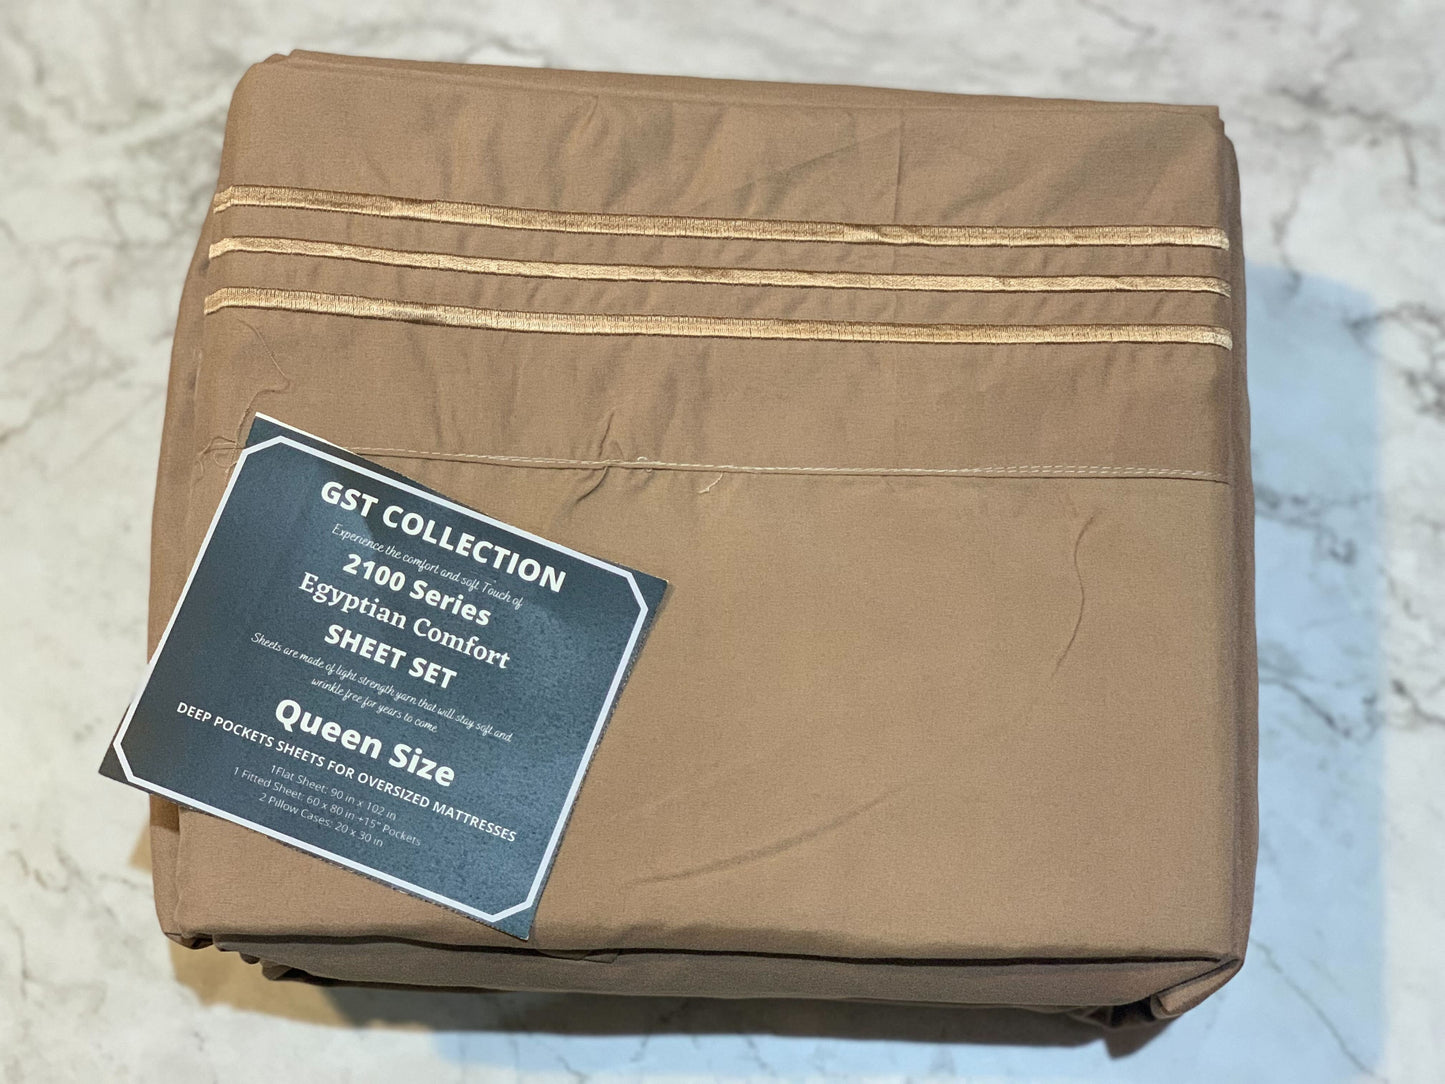 GST COLLECTION
Experience the comfort and soft Touch of
2100 Series
Egyptian Comfort
SHEET SET
Sheets are made of light strength yarn that will stay soft and
wrinkle free for years to come
Queen Size
DEEP POCKETS SHEETS FOR OVERSIZED MATTRESSES
1Flat Sheet: 90 in x 102 in
1 Fitted Sheet: 60 x 80 in +15" Pockets
2 Pillow Cases: 20 x 30 in